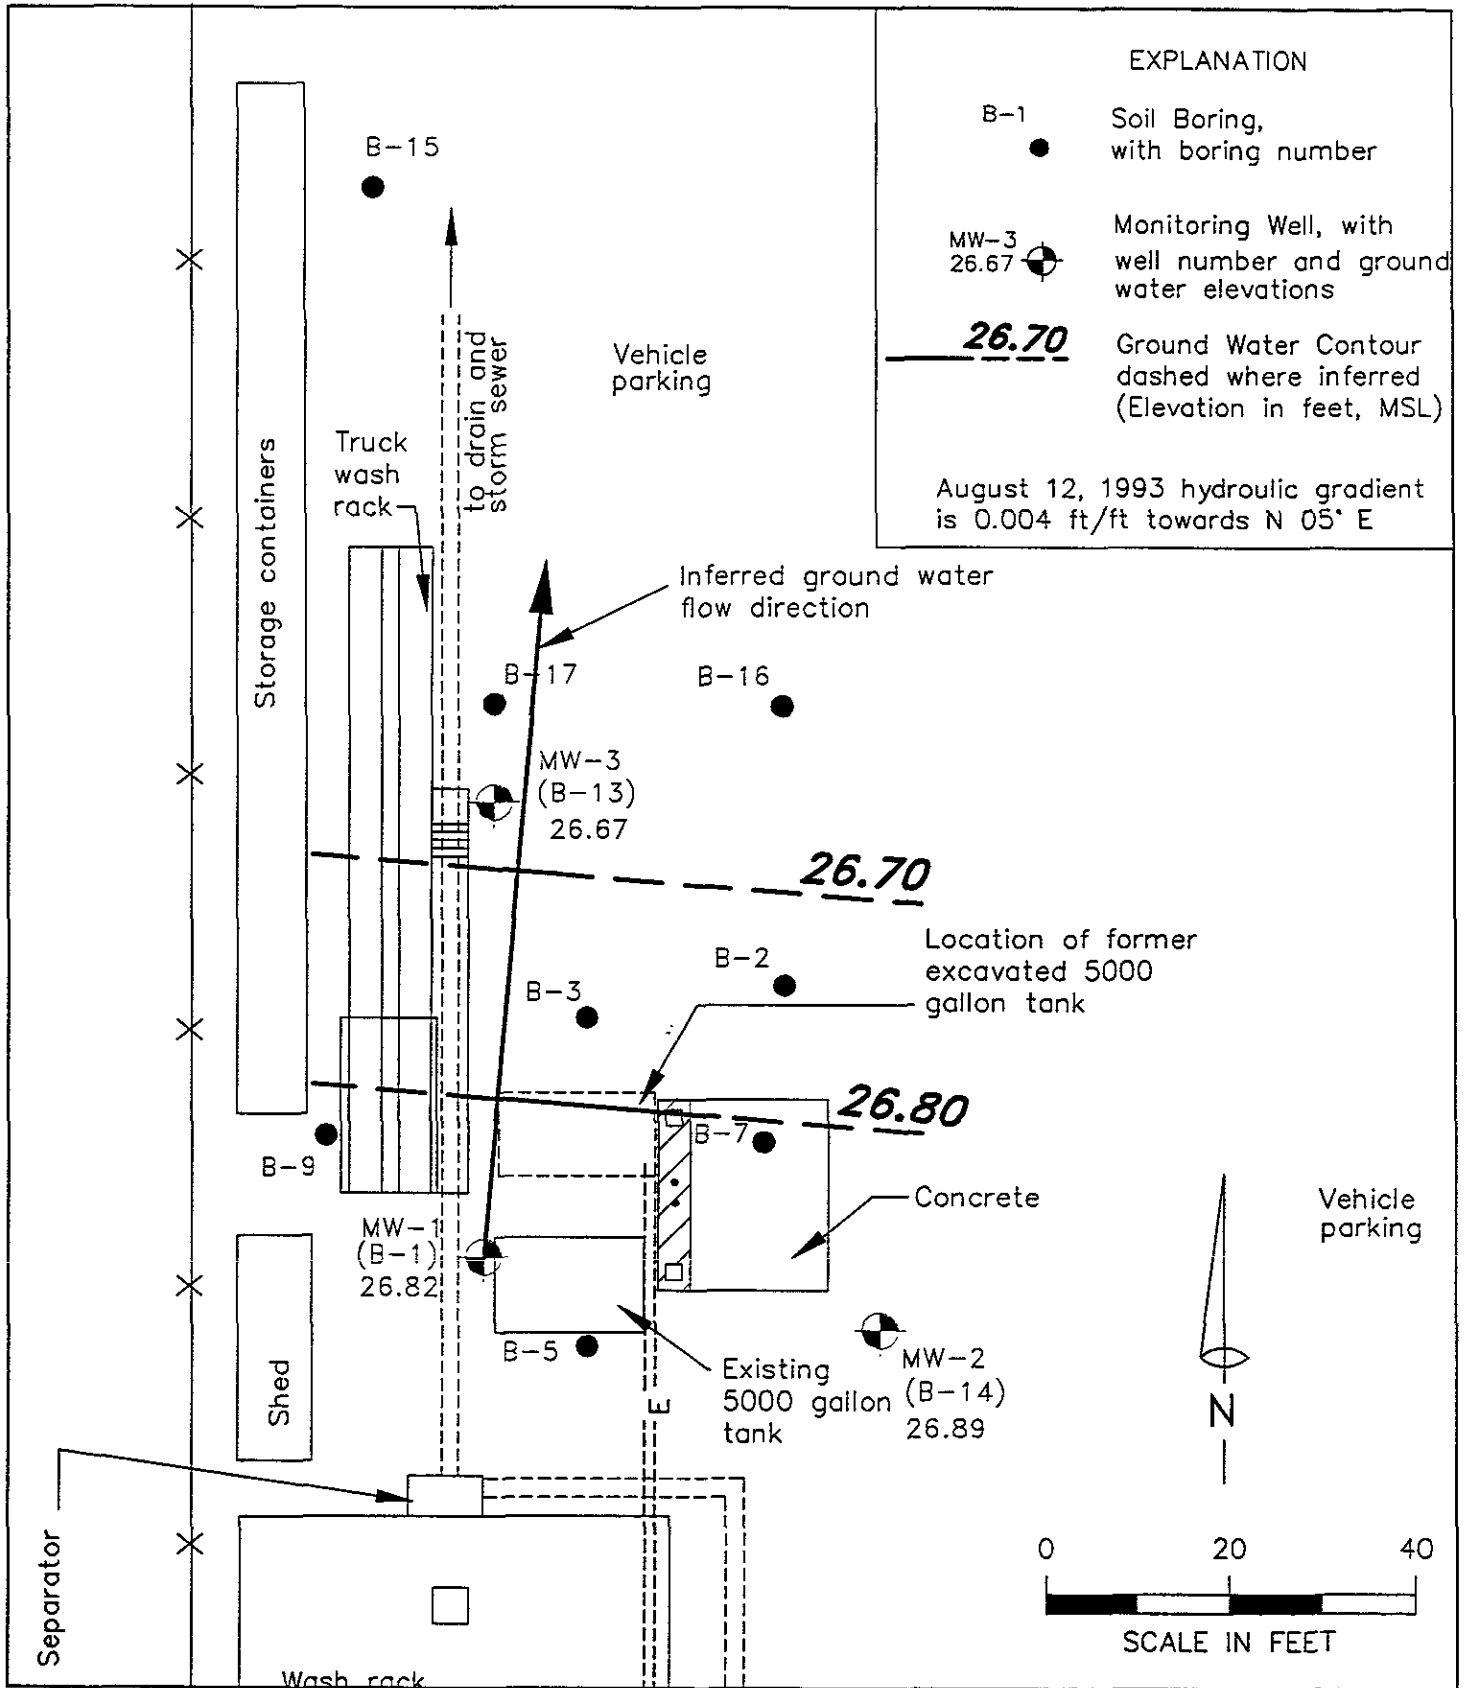 EXPLANATION
B-1
Soil Boring,
with boring number
MW-3
26.67
Monitoring Well, with
well number and ground
water elevations
26.70
Ground Water Contour
dashed where inferred
(Elevation in feet, MSL)
August 12, 1993 hydroulic gradient
is 0.004 ft/ft towards N 05° E
B-15
to drain and
storm sewer
Vehicle
parking
Truck
wash
rack
Storage containers
Inferred ground water
flow direction
B-17
B-16
MW-3
(B-13)
26.67
26.70
Location of former
excavated 5000
gallon tank
B-2
B-3
26.80
B-7
B-9
Concrete
Vehicle
parking
MW-1
(B-1)
26.82
B-5
Existing
5000 gallon
tank
MW-2
(B-14)
26.89
Shed
E
N
Separator
0 20 40
SCALE IN FEET
Wash rack